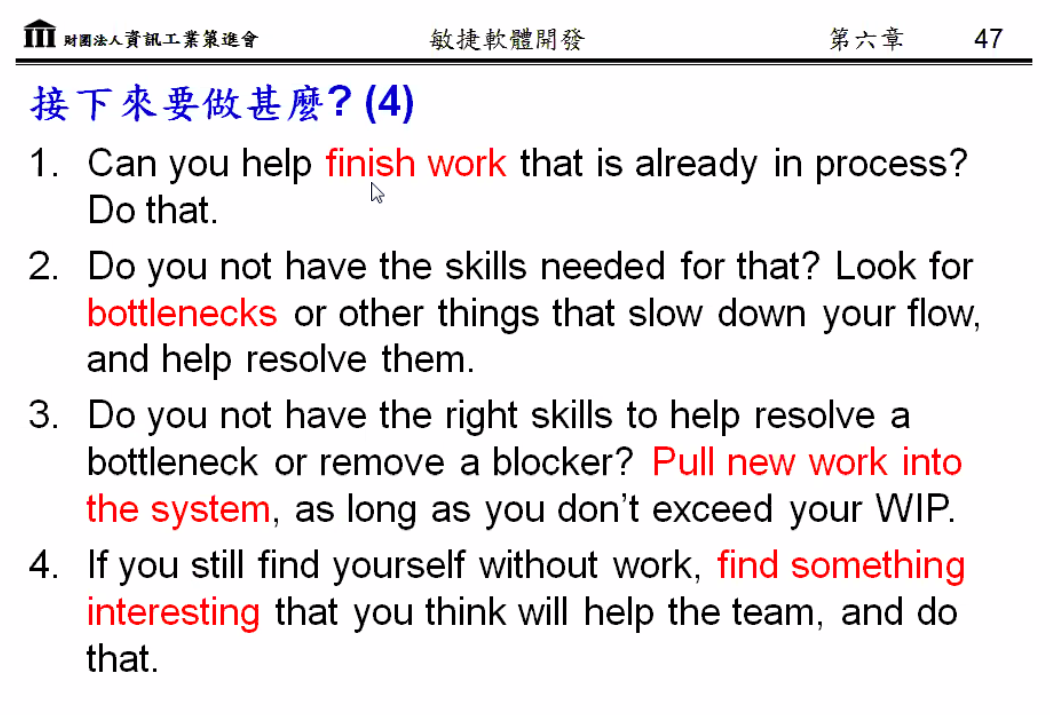 財團法人資訊工業策進會 敏捷軟體開發 第六章 47
接下來要做甚麼? (4)
1. Can you help finish work that is already in process?
Do that.
2. Do you not have the skills needed for that? Look for
bottlenecks or other things that slow down your flow,
and help resolve them.
3. Do you not have the right skills to help resolve a
bottleneck or remove a blocker? Pull new work into
the system, as long as you don't exceed your WIP.
4. If you still find yourself without work, find something
interesting that you think will help the team, and do
that.